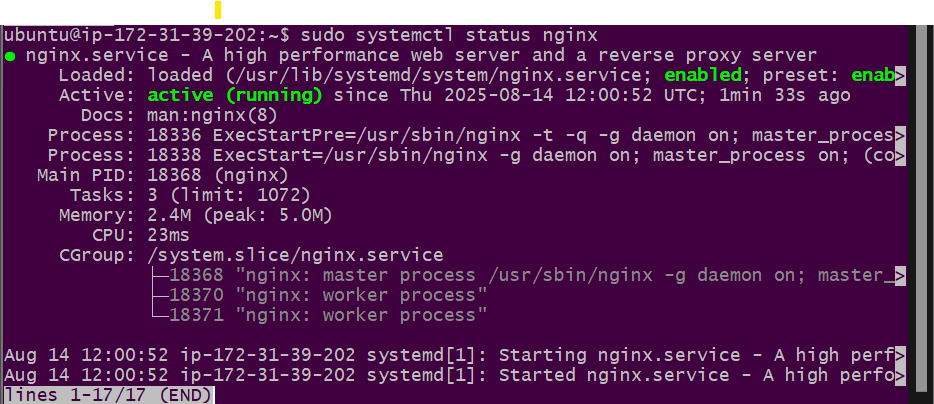 ubuntu@ip-172-31-39-202:~$ sudo systemctl status nginx
● nginx.service - A high performance web server and a reverse proxy server
     Loaded: loaded (/usr/lib/systemd/system/nginx.service; enabled; preset: enab>
     Active: active (running) since Thu 2025-08-14 12:00:52 UTC; 1min 33s ago
       Docs: man:nginx(8)
    Process: 18336 ExecStartPre=/usr/sbin/nginx -t -q -g daemon on; master_proces>
    Process: 18338 ExecStart=/usr/sbin/nginx -g daemon on; master_process on; (co>
   Main PID: 18368 (nginx)
      Tasks: 3 (limit: 1072)
     Memory: 2.4M (peak: 5.0M)
        CPU: 23ms
     CGroup: /system.slice/nginx.service
             ├─18368 "nginx: master process /usr/sbin/nginx -g daemon on; master_>
             ├─18370 "nginx: worker process"
             └─18371 "nginx: worker process"

Aug 14 12:00:52 ip-172-31-39-202 systemd[1]: Starting nginx.service - A high perf>
Aug 14 12:00:52 ip-172-31-39-202 systemd[1]: Started nginx.service - A high perfo>
lines 1-17/17 (END)